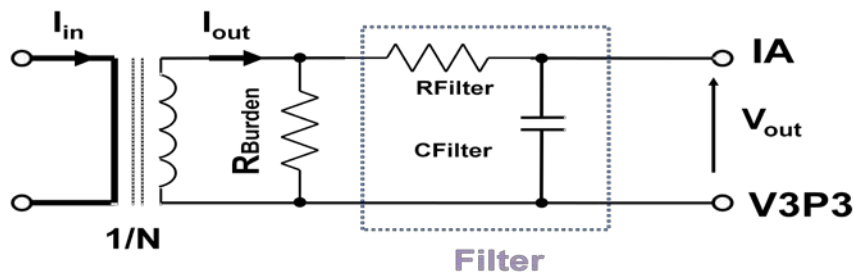 Iin
Iout
IA
RFilter
RBurden
CFilter
Vout
V3P3
1/N
Filter